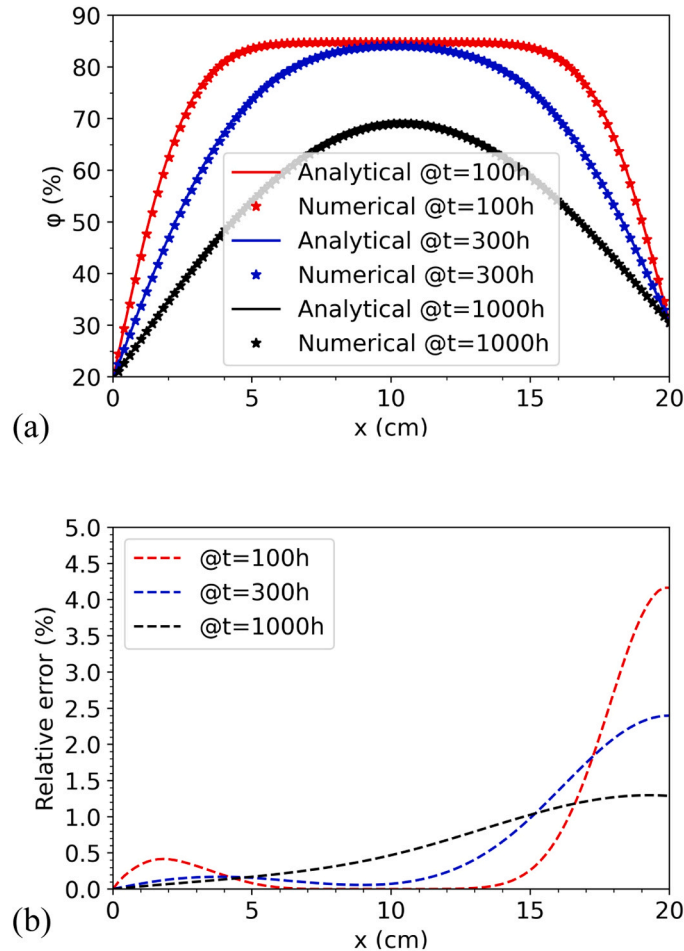 90
80
70
60
50
40
30
20
φ (%)
Analytical @t=100h
Numerical @t=100h
Analytical @t=300h
Numerical @t=300h
Analytical @t=1000h
Numerical @t=1000h
0 5 10 15 20
x (cm)
(a)
5.0
4.5
4.0
3.5
3.0
2.5
2.0
1.5
1.0
0.5
0.0
Relative error (%)
@t=100h
@t=300h
@t=1000h
0 5 10 15 20
x (cm)
(b)